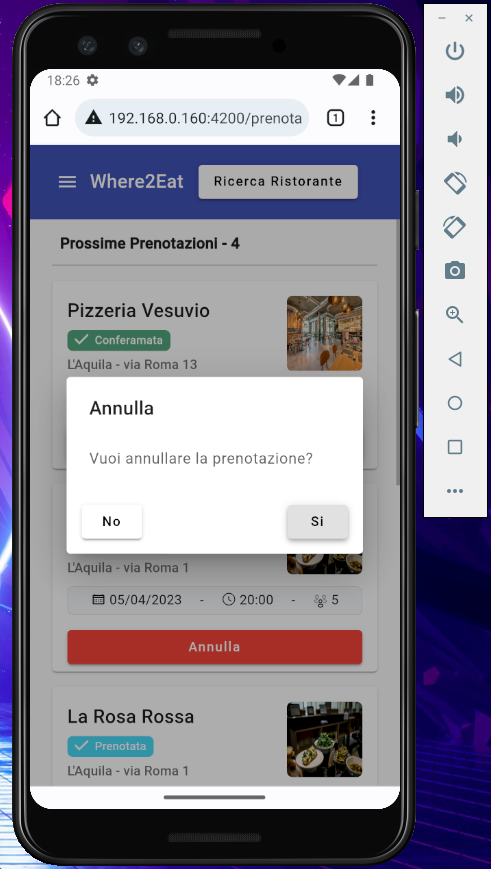 18:26
192.168.0.160:4200/prenota
1
Where2Eat
Ricerca Ristorante
Prossime Prenotazioni - 4
Pizzeria Vesuvio
Conferamata
L'Aquila - via Roma 13
Annulla
Vuoi annullare la prenotazione?
No
Si
L'Aquila - via Roma 1
05/04/2023 - 20:00 - 5
Annulla
La Rosa Rossa
Prenotata
L'Aquila - via Roma 1